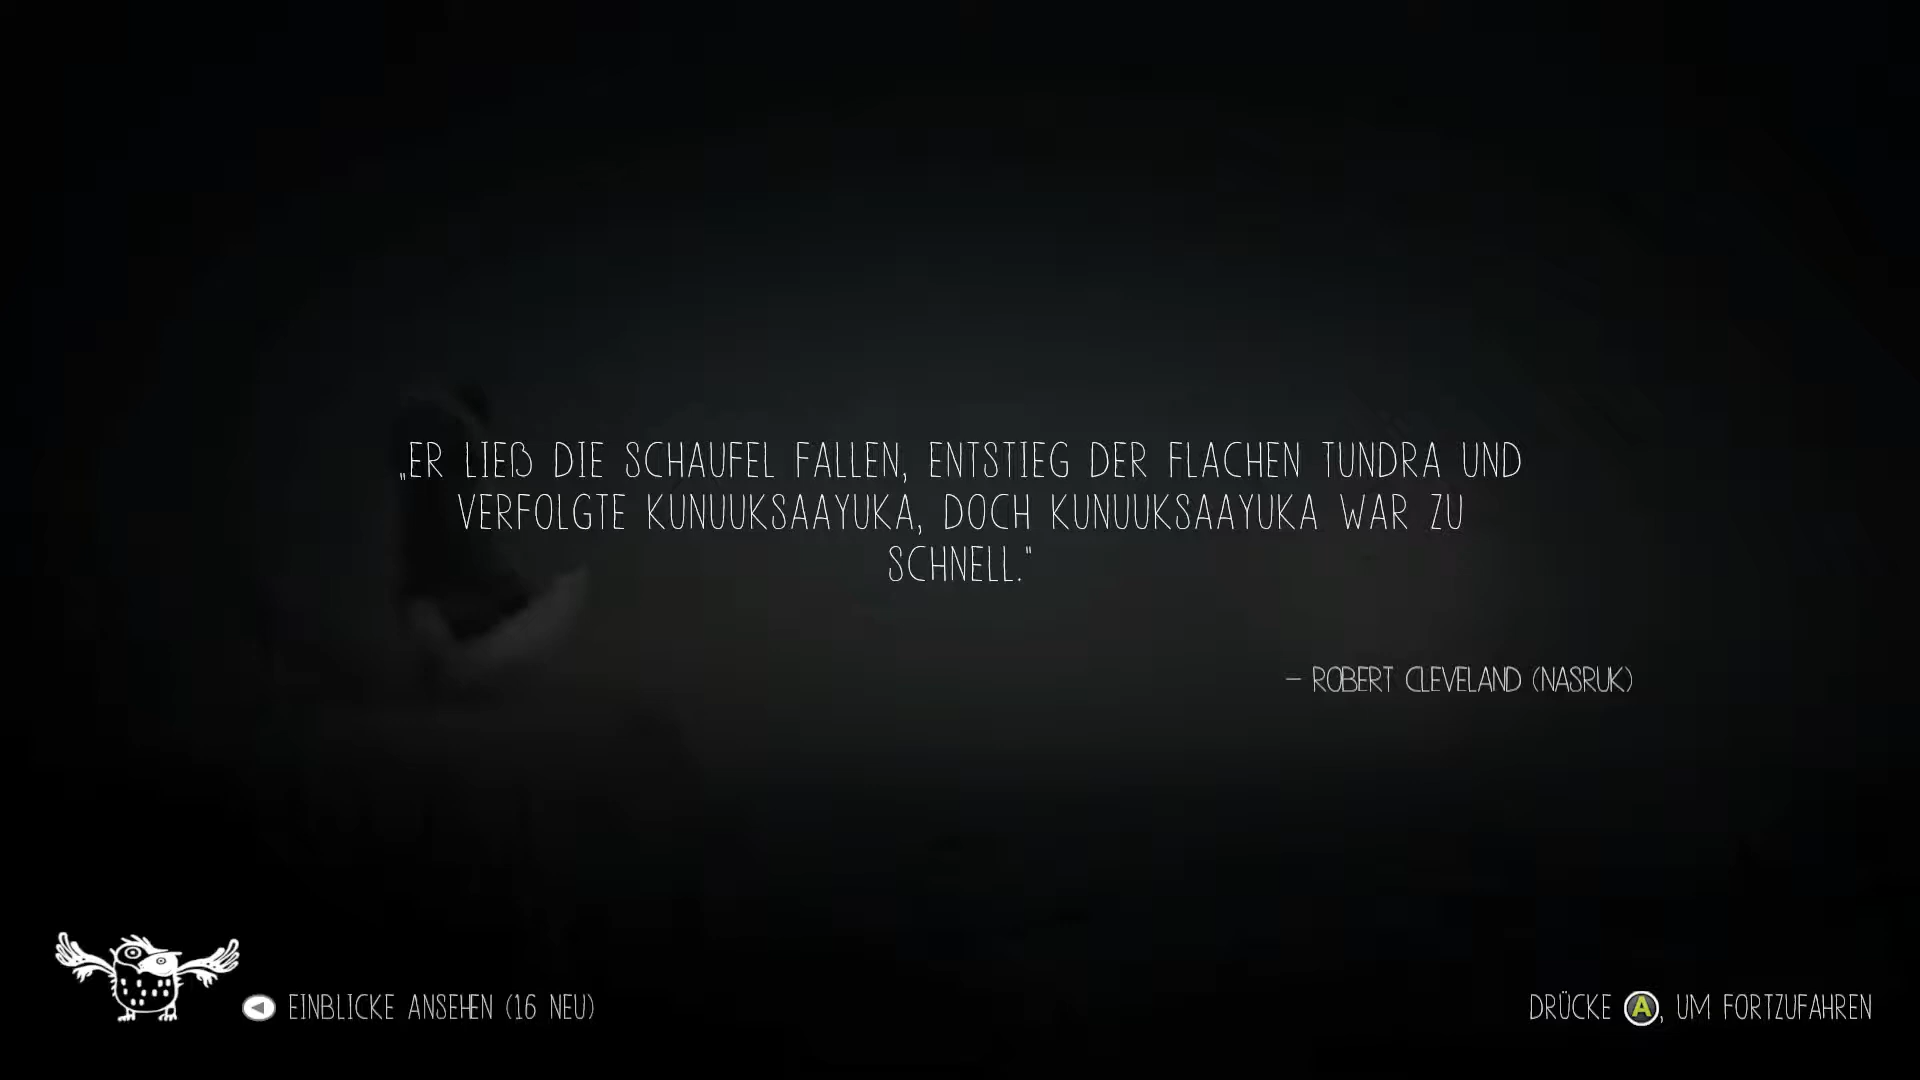 „ER LIEß DIE SCHAUFEL FALLEN, ENTSTIEG DER FLACHEN TUNDRA UND
VERFOLGTE KUNUUKSAAYUKA, DOCH KUNUUKSAAYUKA WAR ZU
SCHNELL."
– ROBERT CLEVELAND (NASRUK)
EINBLICKE ANSEHEN (16 NEU)
DRÜCKE A, UM FORTZUFAHREN